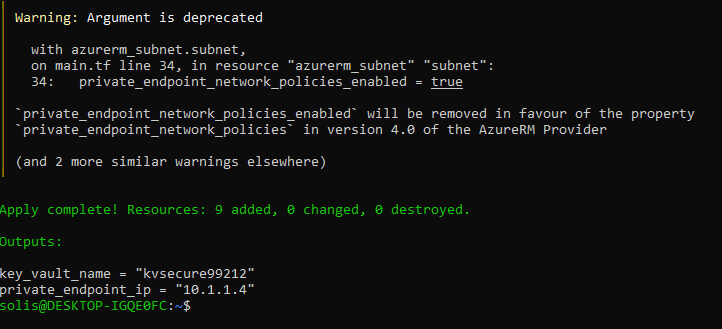 Warning: Argument is deprecated
with azurerm_subnet.subnet,
on main.tf line 34, in resource "azurerm_subnet" "subnet":
34:   private_endpoint_network_policies_enabled = true
`private_endpoint_network_policies_enabled` will be removed in favour of the property
`private_endpoint_network_policies` in version 4.0 of the AzureRM Provider
(and 2 more similar warnings elsewhere)
Apply complete! Resources: 9 added, 0 changed, 0 destroyed.
Outputs:
key_vault_name = "kvsecure99212"
private_endpoint_ip = "10.1.1.4"
solis@DESKTOP-IGQE0FC:~$